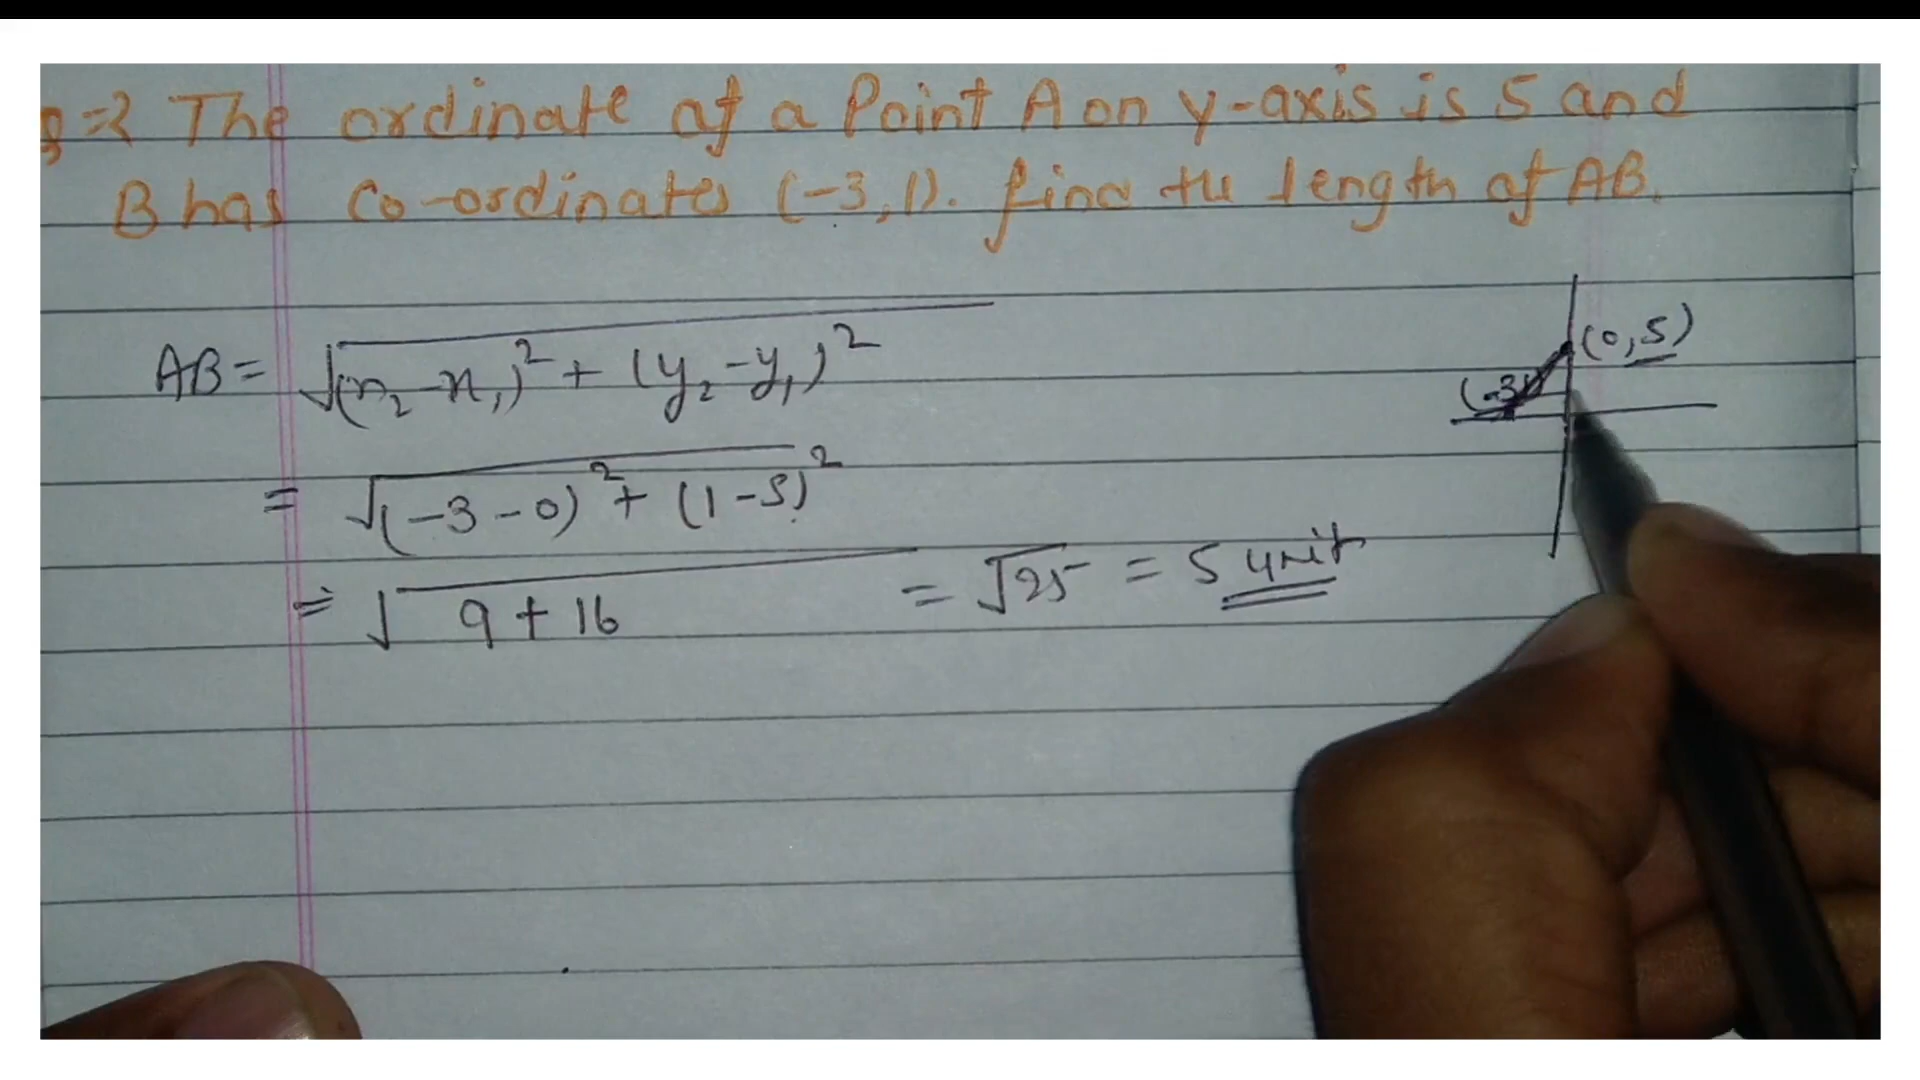 Q=2 The ordinate of a Point A on y-axis is 5 and
B has Co-ordinates (-3,1). find the length of AB.
AB = √(x₂-x₁)² + (y₂-y₁)²
= √(-3-0)² + (1-5)²
= √9+16 = √25 = 5 unit
(0,5)
(-3,1)